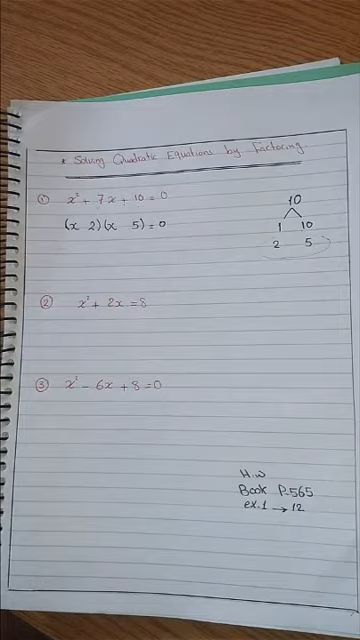 * Solving Quadratic Equations by Factoring.
① x² + 7x + 10 = 0
(x 2)(x 5) = 0
10
1 10
2 5
② x² + 2x = 8
③ x² - 6x + 8 = 0
H.W
Book P.565
ex.1 → 12